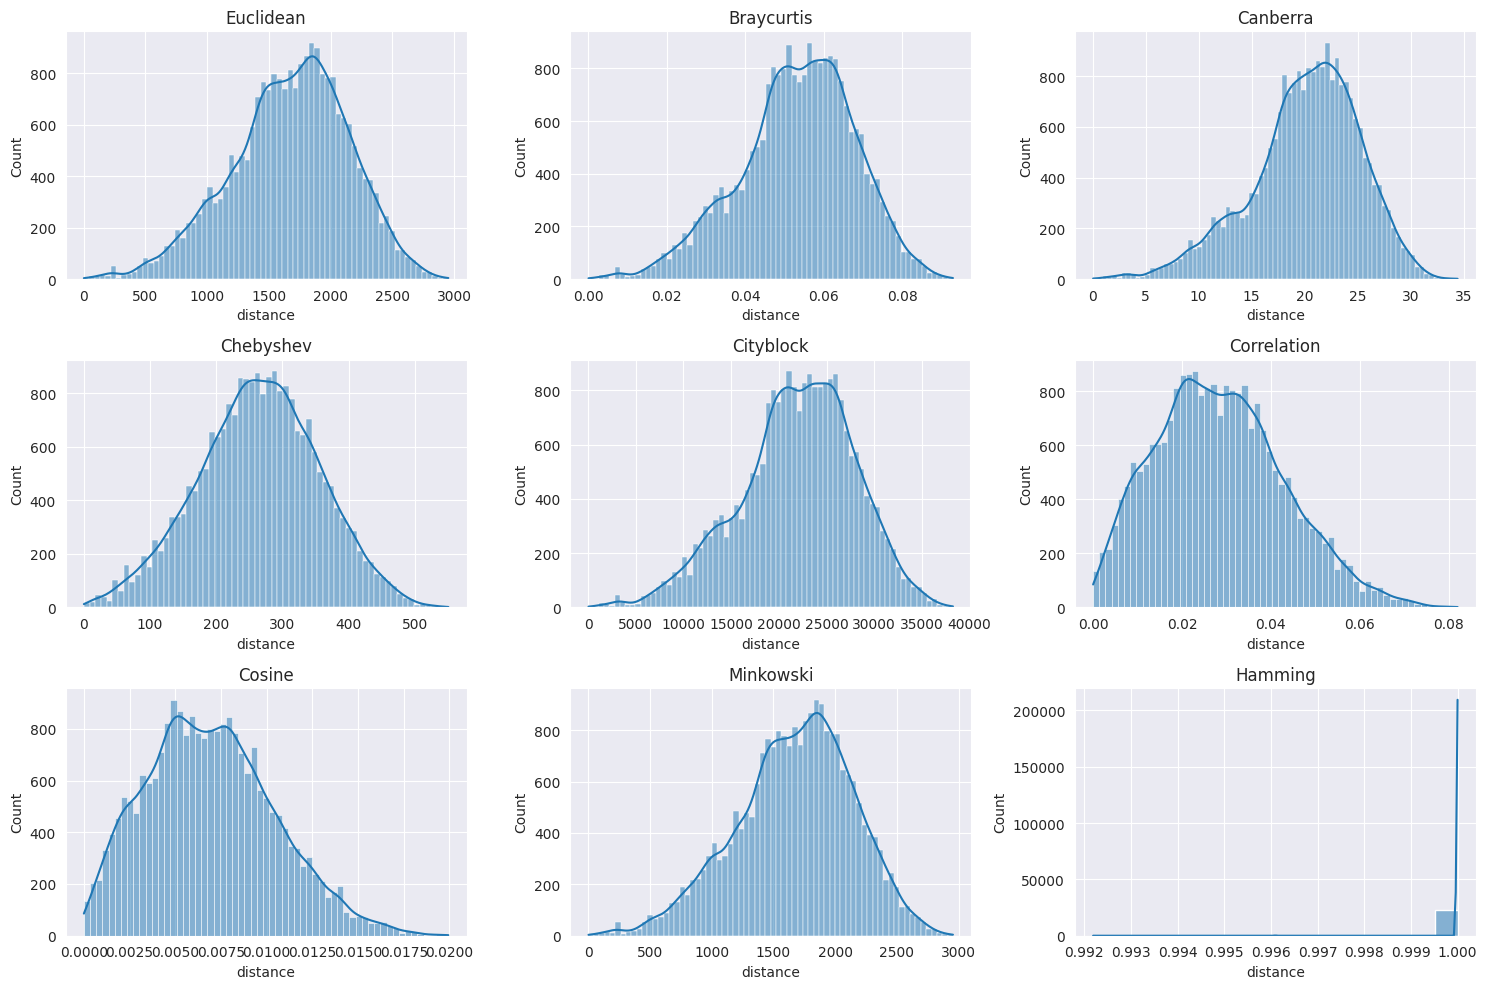 Euclidean
Count
800
600
400
200
0
0 500 1000 1500 2000 2500 3000
distance
Braycurtis
Count
800
600
400
200
0
0.00 0.02 0.04 0.06 0.08
distance
Canberra
Count
800
600
400
200
0
0 5 10 15 20 25 30 35
distance
Chebyshev
Count
800
600
400
200
0
0 100 200 300 400 500
distance
Cityblock
Count
800
600
400
200
0
0 5000 10000 15000 20000 25000 30000 35000 40000
distance
Correlation
Count
800
600
400
200
0
0.00 0.02 0.04 0.06 0.08
distance
Cosine
Count
800
600
400
200
0
0.0000 0.0025 0.0050 0.0075 0.0100 0.0125 0.0150 0.0175 0.0200
distance
Minkowski
Count
800
600
400
200
0
0 500 1000 1500 2000 2500 3000
distance
Hamming
Count
200000
150000
100000
50000
0
0.992 0.993 0.994 0.995 0.996 0.997 0.998 0.999 1.000
distance